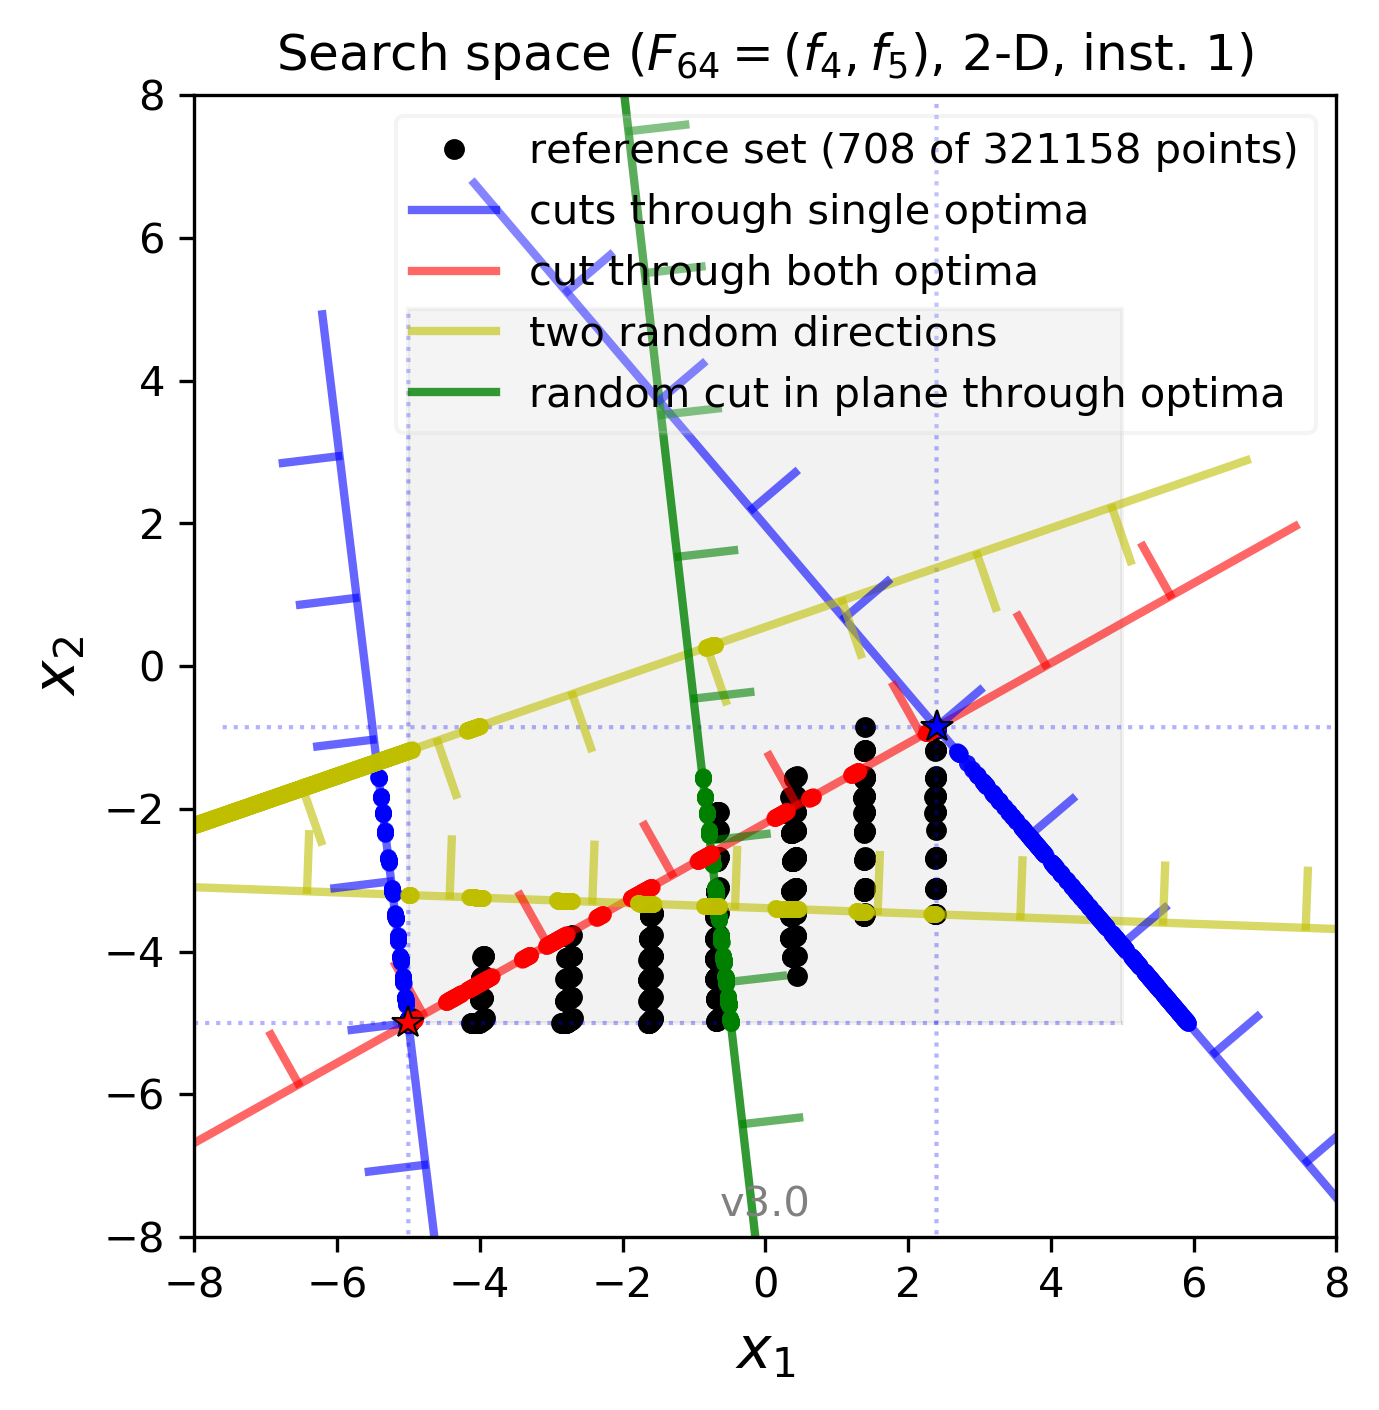 Search space (F₆₄ = (f₄, f₅), 2-D, inst. 1)
8
6
4
2
0
−2
−4
−6
−8
x₂
reference set (708 of 321158 points)
cuts through single optima
cut through both optima
two random directions
random cut in plane through optima
v3.0
−8 −6 −4 −2 0 2 4 6 8
x₁